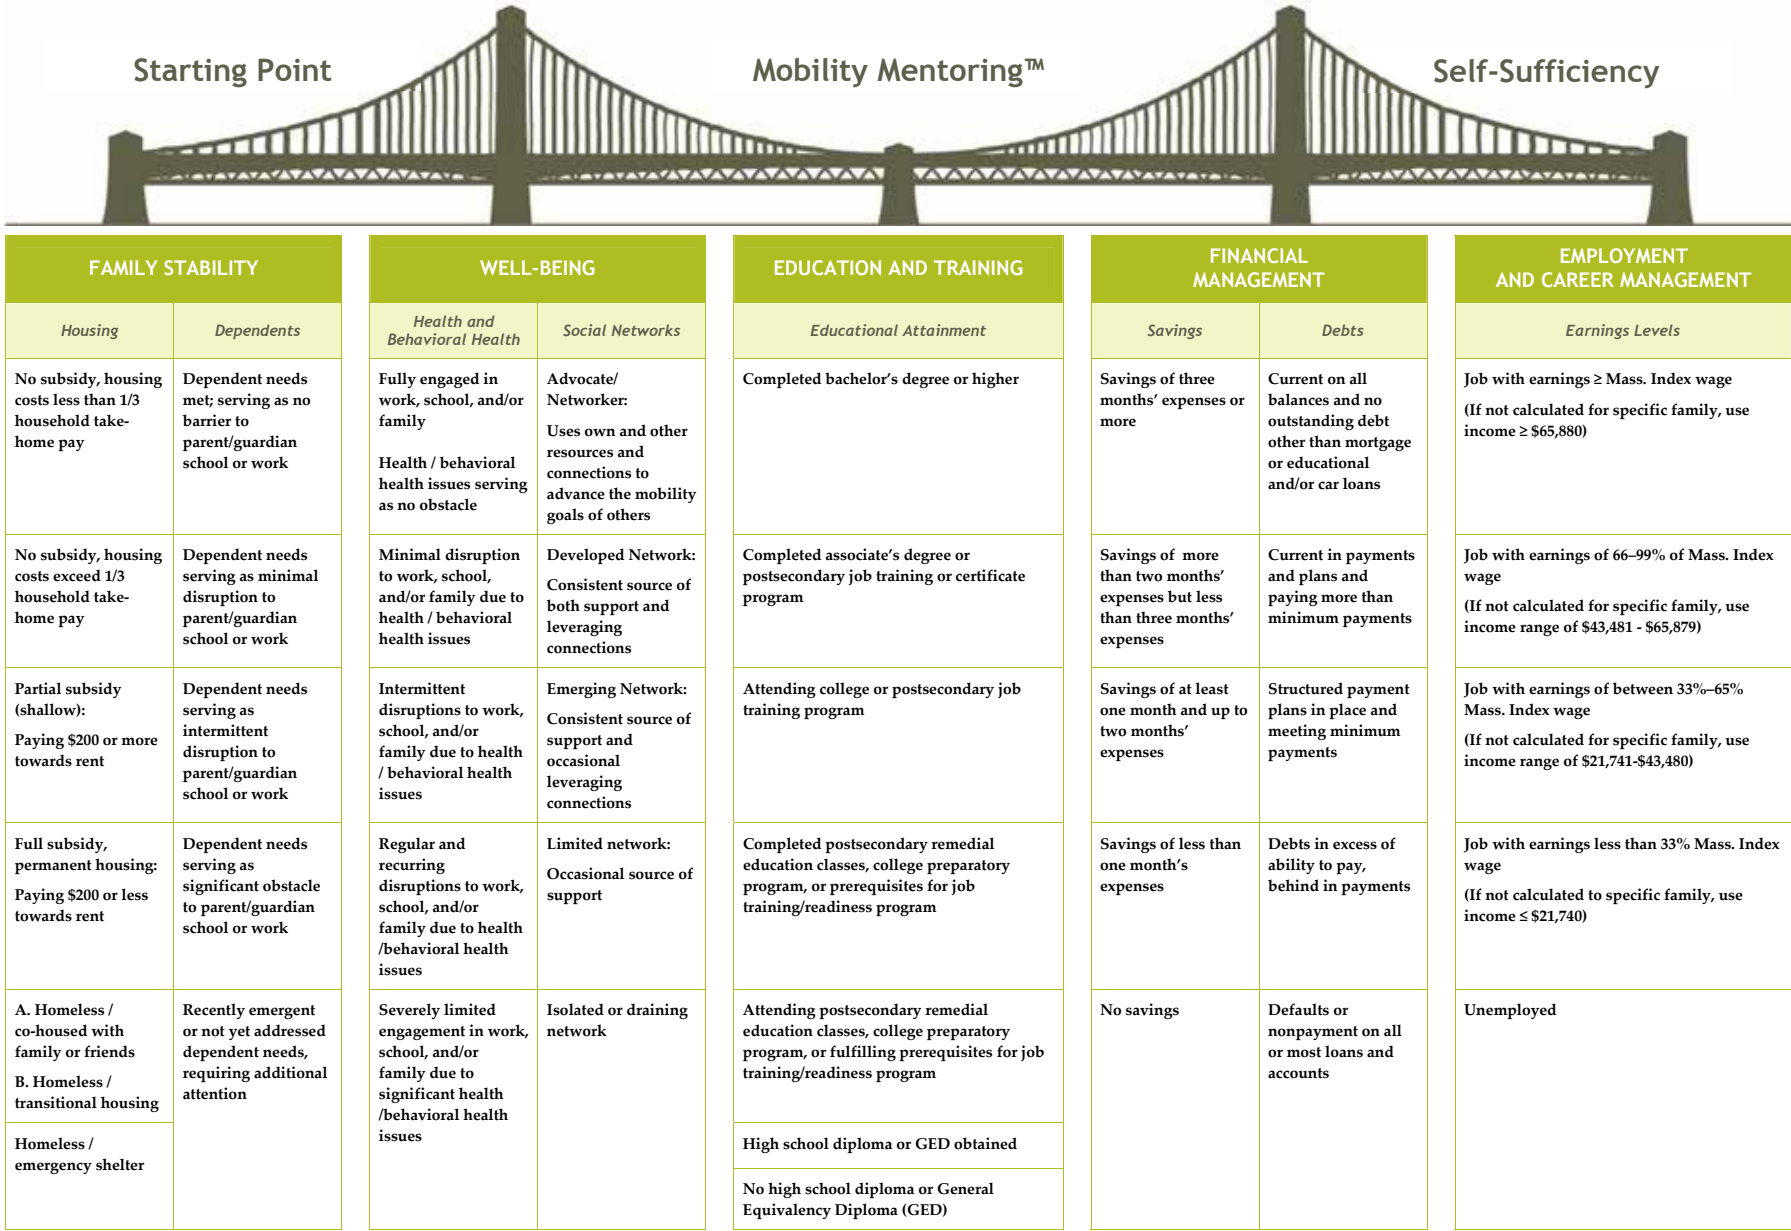 Starting Point
Mobility Mentoring™
Self-Sufficiency
FAMILY STABILITY
WELL-BEING
EDUCATION AND TRAINING
FINANCIAL
MANAGEMENT
EMPLOYMENT
AND CAREER MANAGEMENT
Housing
Dependents
Health and
Behavioral Health
Social Networks
Educational Attainment
Savings
Debts
Earnings Levels
No subsidy, housing
costs less than 1/3
household take-
home pay
Dependent needs
met; serving as no
barrier to
parent/guardian
school or work
Fully engaged in
work, school, and/or
family
Health / behavioral
health issues serving
as no obstacle
Advocate/
Networker:
Uses own and other
resources and
connections to
advance the mobility
goals of others
Completed bachelor’s degree or higher
Savings of three
months’ expenses or
more
Current on all
balances and no
outstanding debt
other than mortgage
or educational
and/or car loans
Job with earnings ≥ Mass. Index wage
(If not calculated for specific family, use
income ≥ $65,880)
No subsidy, housing
costs exceed 1/3
household take-
home pay
Dependent needs
serving as minimal
disruption to
parent/guardian
school or work
Minimal disruption
to work, school,
and/or family due to
health / behavioral
health issues
Developed Network:
Consistent source of
both support and
leveraging
connections
Completed associate’s degree or
postsecondary job training or certificate
program
Savings of more
than two months’
expenses but less
than three months’
expenses
Current in payments
and plans and
paying more than
minimum payments
Job with earnings of 66–99% of Mass. Index
wage
(If not calculated for specific family, use
income range of $43,481 - $65,879)
Partial subsidy
(shallow):
Paying $200 or more
towards rent
Dependent needs
serving as
intermittent
disruption to
parent/guardian
school or work
Intermittent
disruptions to work,
school, and/or
family due to health
/ behavioral health
issues
Emerging Network:
Consistent source of
support and
occasional
leveraging
connections
Attending college or postsecondary job
training program
Savings of at least
one month and up to
two months’
expenses
Structured payment
plans in place and
meeting minimum
payments
Job with earnings of between 33%–65%
Mass. Index wage
(If not calculated for specific family, use
income range of $21,741-$43,480)
Full subsidy,
permanent housing:
Paying $200 or less
towards rent
Dependent needs
serving as
significant obstacle
to parent/guardian
school or work
Regular and
recurring
disruptions to work,
school, and/or
family due to health
/behavioral health
issues
Limited network:
Occasional source of
support
Completed postsecondary remedial
education classes, college preparatory
program, or prerequisites for job
training/readiness program
Savings of less than
one month’s
expenses
Debts in excess of
ability to pay,
behind in payments
Job with earnings less than 33% Mass. Index
wage
(If not calculated to specific family, use
income ≤ $21,740)
A. Homeless /
co-housed with
family or friends
B. Homeless /
transitional housing
Recently emergent
or not yet addressed
dependent needs,
requiring additional
attention
Severely limited
engagement in work,
school, and/or
family due to
significant health
/behavioral health
issues
Isolated or draining
network
Attending postsecondary remedial
education classes, college preparatory
program, or fulfilling prerequisites for job
training/readiness program
No savings
Defaults or
nonpayment on all
or most loans and
accounts
Unemployed
Homeless /
emergency shelter
High school diploma or GED obtained
No high school diploma or General
Equivalency Diploma (GED)